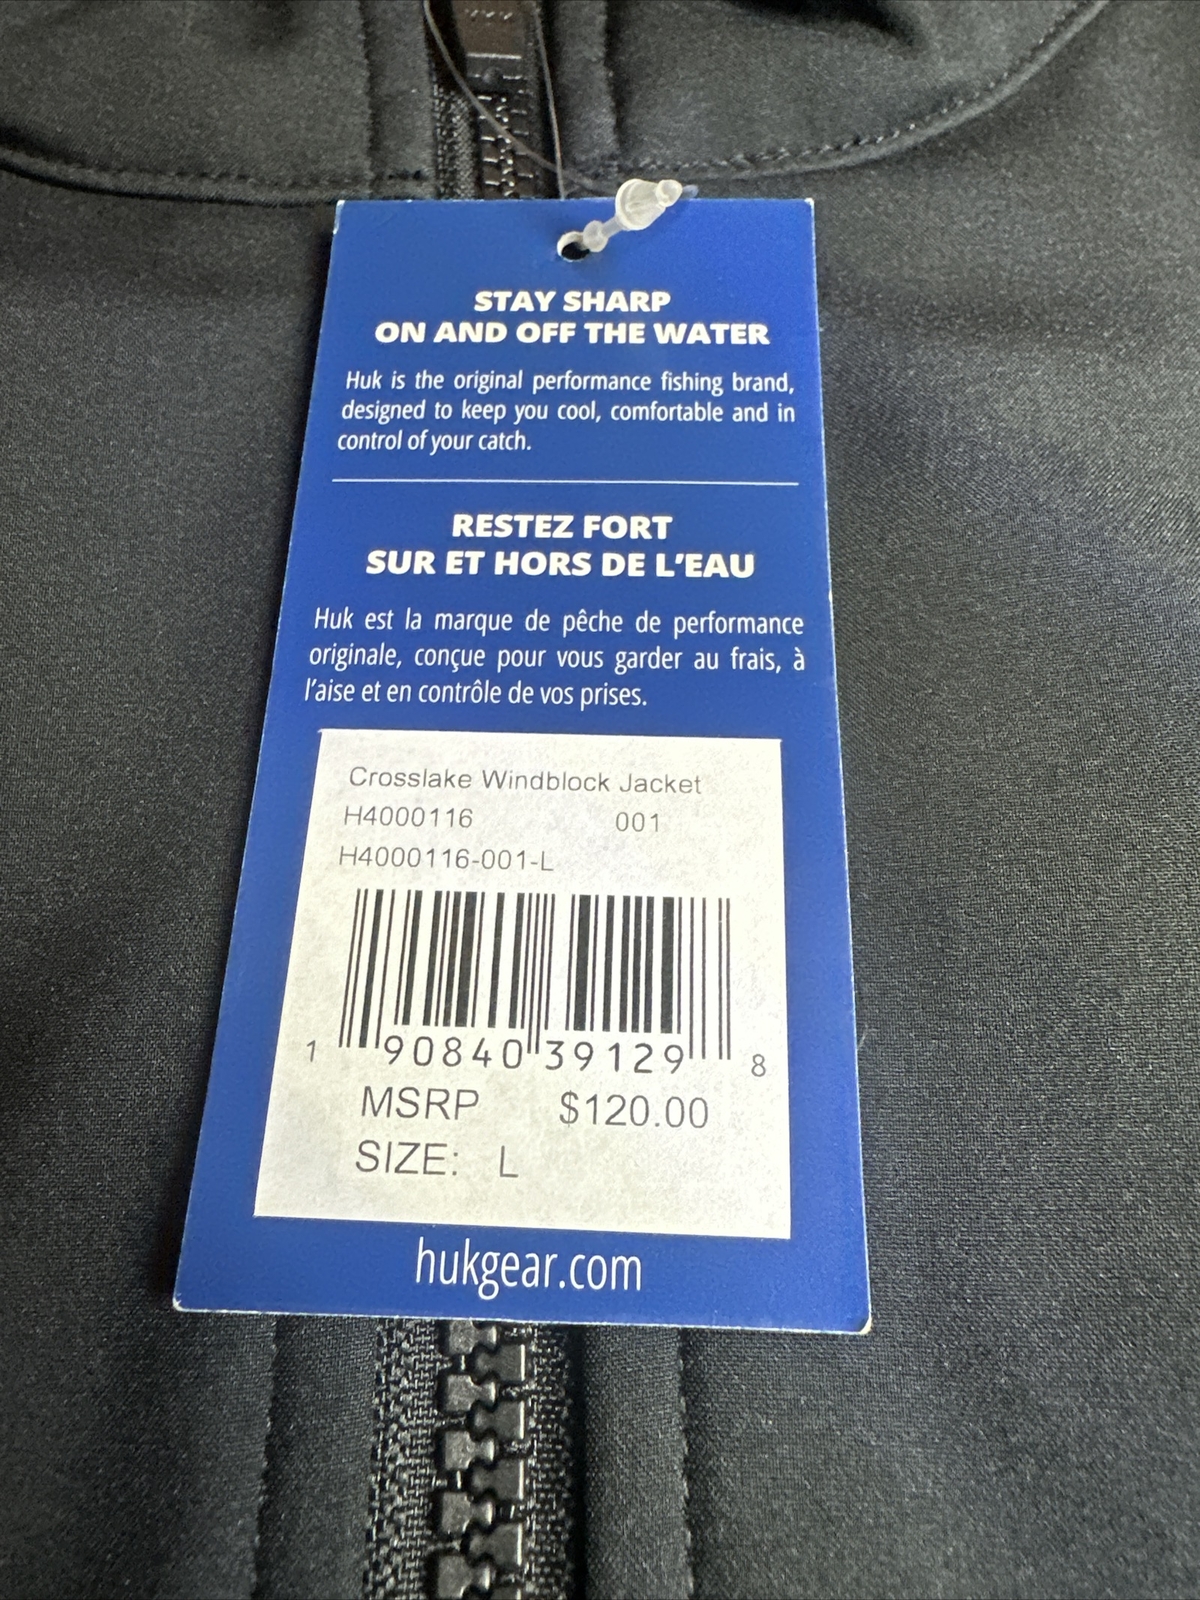 STAY SHARP
ON AND OFF THE WATER
Huk is the original performance fishing brand,
designed to keep you cool, comfortable and in
control of your catch.
RESTEZ FORT
SUR ET HORS DE L'EAU
Huk est la marque de pêche de performance
originale, conçue pour vous garder au frais, à
l'aise et en contrôle de vos prises.
Crosslake Windblock Jacket
H4000116 001
H4000116-001-L
1 90840 39129 8
MSRP $120.00
SIZE: L
hukgear.com